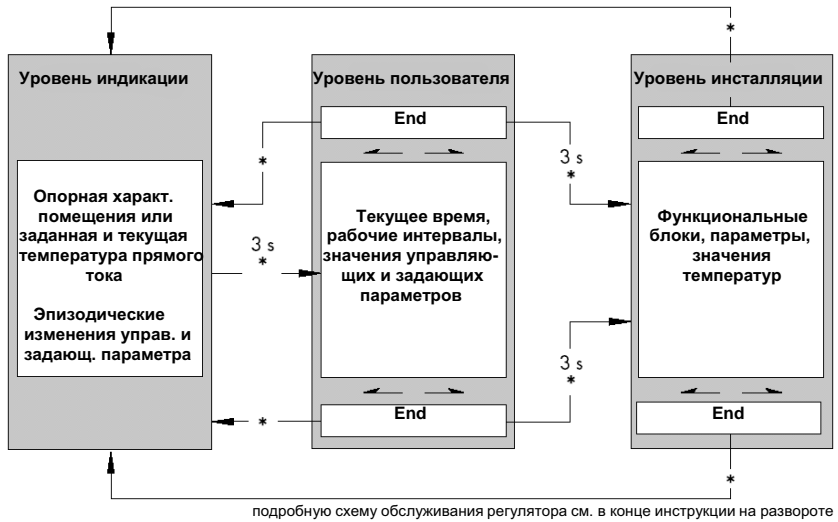 *
Уровень индикации
Опорная характ.
помещения или
заданная и текущая
температура прямого
тока
Эпизодические
изменения управ. и
задающ. параметра
*
3 s
*
*
Уровень пользователя
End
Текущее время,
рабочие интервалы,
значения управляю-
щих и задающих
параметров
End
3 s
*
3 s
*
Уровень инсталляции
End
Функциональные
блоки, параметры,
значения
температур
End
*
подробную схему обслуживания регулятора см. в конце инструкции на развороте